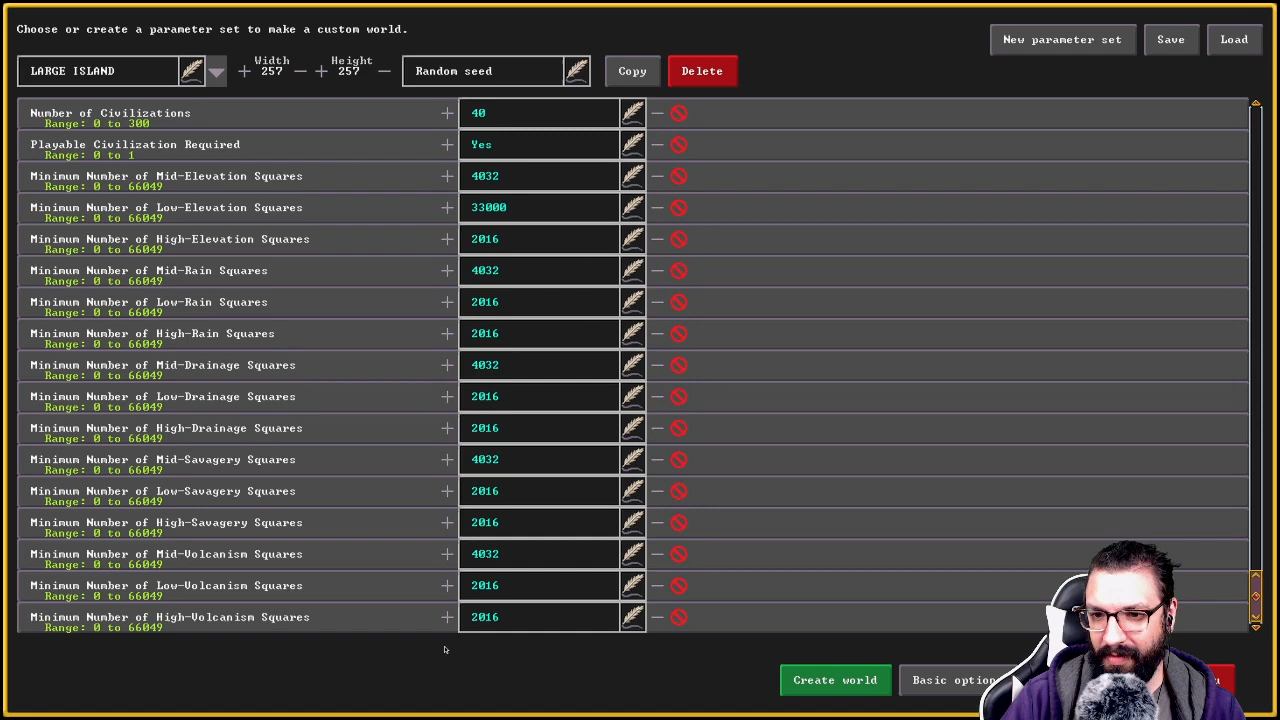 Choose or create a parameter set to make a custom world.
New parameter set
Save
Load
LARGE ISLAND
Width
257
Height
257
Random seed
Copy
Delete
Number of Civilizations
Range: 0 to 300
40
Playable Civilization Required
Range: 0 to 1
Yes
Minimum Number of Mid-Elevation Squares
Range: 0 to 66049
4032
Minimum Number of Low-Elevation Squares
Range: 0 to 66049
33000
Minimum Number of High-Elevation Squares
Range: 0 to 66049
2016
Minimum Number of Mid-Rain Squares
Range: 0 to 66049
4032
Minimum Number of Low-Rain Squares
Range: 0 to 66049
2016
Minimum Number of High-Rain Squares
Range: 0 to 66049
2016
Minimum Number of Mid-Drainage Squares
Range: 0 to 66049
4032
Minimum Number of Low-Drainage Squares
Range: 0 to 66049
2016
Minimum Number of High-Drainage Squares
Range: 0 to 66049
2016
Minimum Number of Mid-Savagery Squares
Range: 0 to 66049
4032
Minimum Number of Low-Savagery Squares
Range: 0 to 66049
2016
Minimum Number of High-Savagery Squares
Range: 0 to 66049
2016
Minimum Number of Mid-Volcanism Squares
Range: 0 to 66049
4032
Minimum Number of Low-Volcanism Squares
Range: 0 to 66049
2016
Minimum Number of High-Volcanism Squares
Range: 0 to 66049
2016
Create world
Basic option